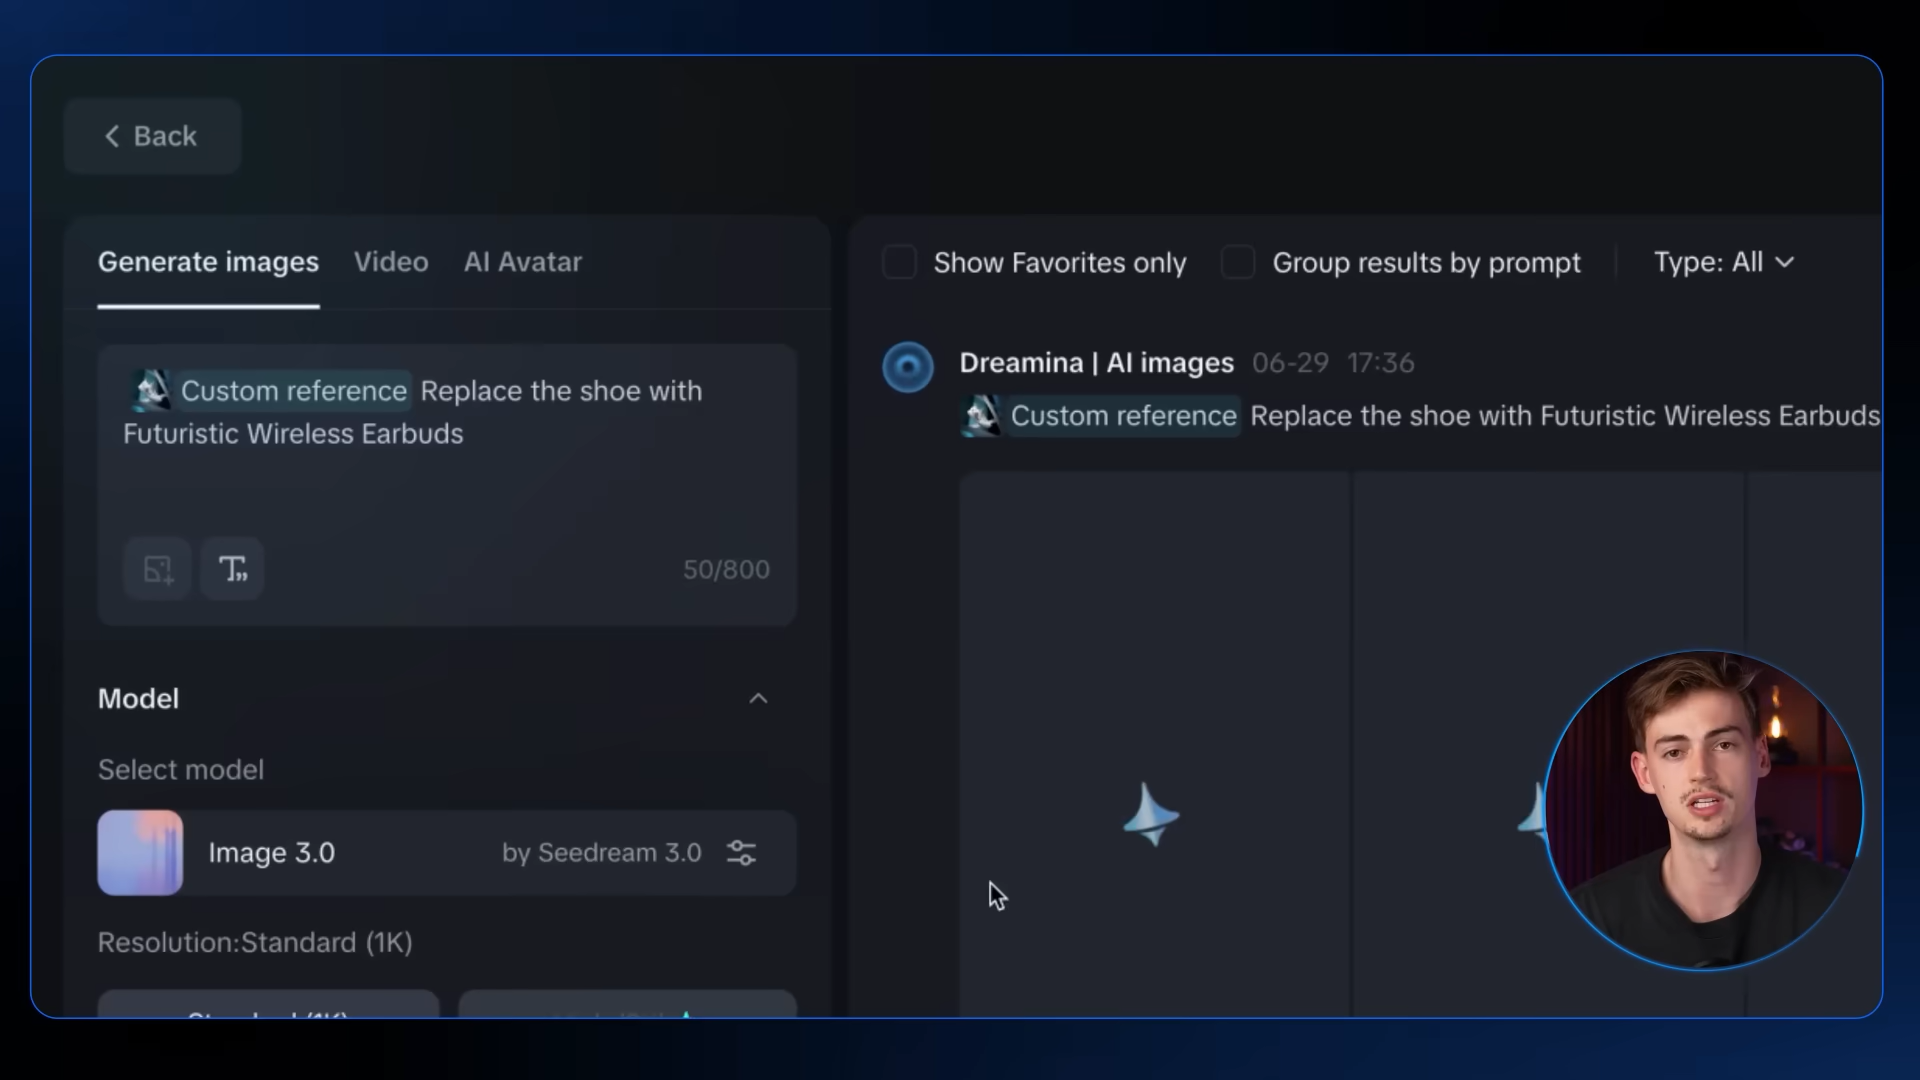 Back
Generate images Video AI Avatar
Custom reference Replace the shoe with
Futuristic Wireless Earbuds
50/800
Model
Select model
Image 3.0 by Seedream 3.0
Resolution:Standard (1K)
Standard (1K)
Show Favorites only Group results by prompt Type: All
Dreamina | AI images 06-29 17:36
Custom reference Replace the shoe with Futuristic Wireless Earbuds